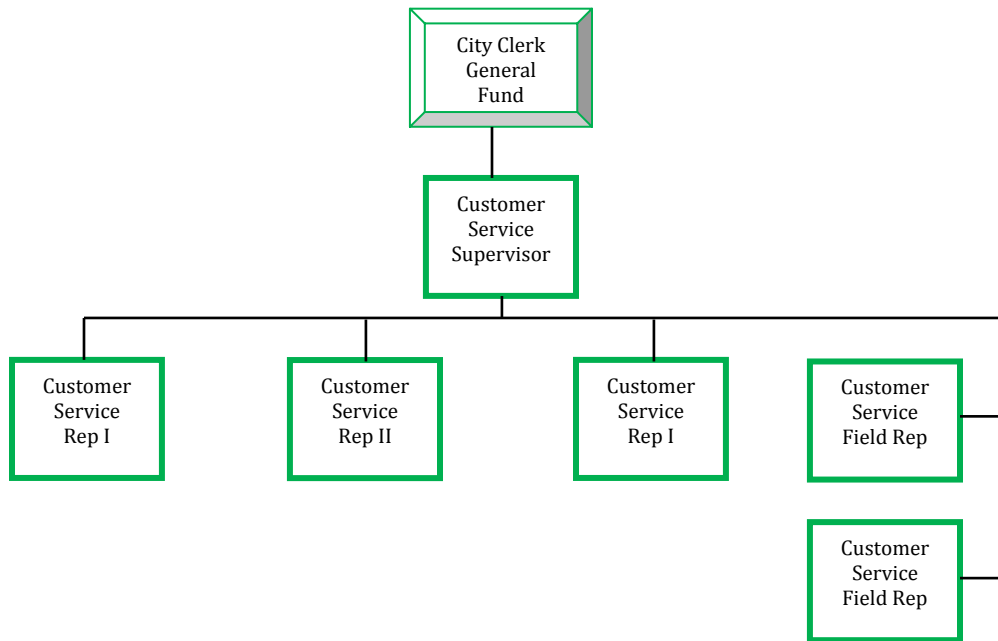 City Clerk
General
Fund
Customer
Service
Supervisor
Customer
Service
Rep I
Customer
Service
Rep II
Customer
Service
Rep I
Customer
Service
Field Rep
Customer
Service
Field Rep